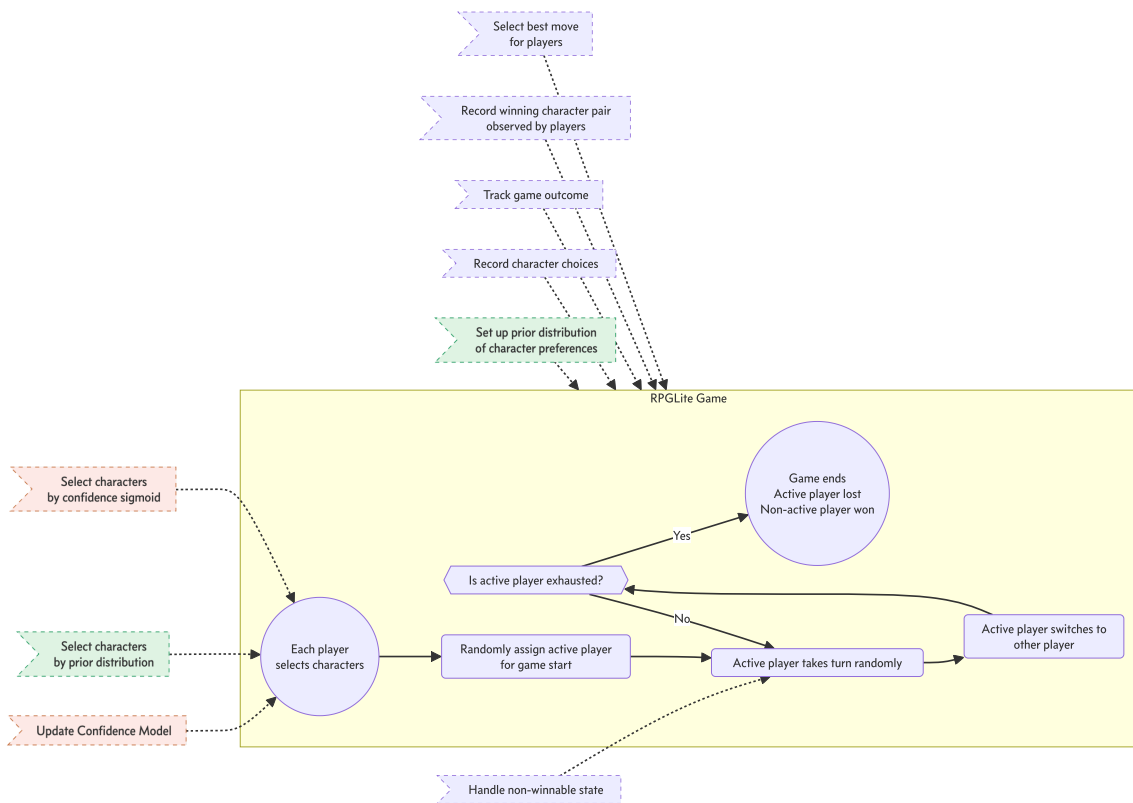 Select best move
for players
Record winning character pair
observed by players
Track game outcome
Record character choices
Set up prior distribution
of character preferences
RPGLite Game
Select characters
by confidence sigmoid
Game ends
Active player lost
Non-active player won
Yes
Is active player exhausted?
No
Each player
selects characters
Randomly assign active player
for game start
Active player takes turn randomly
Active player switches to
other player
Select characters
by prior distribution
Update Confidence Model
Handle non-winnable state